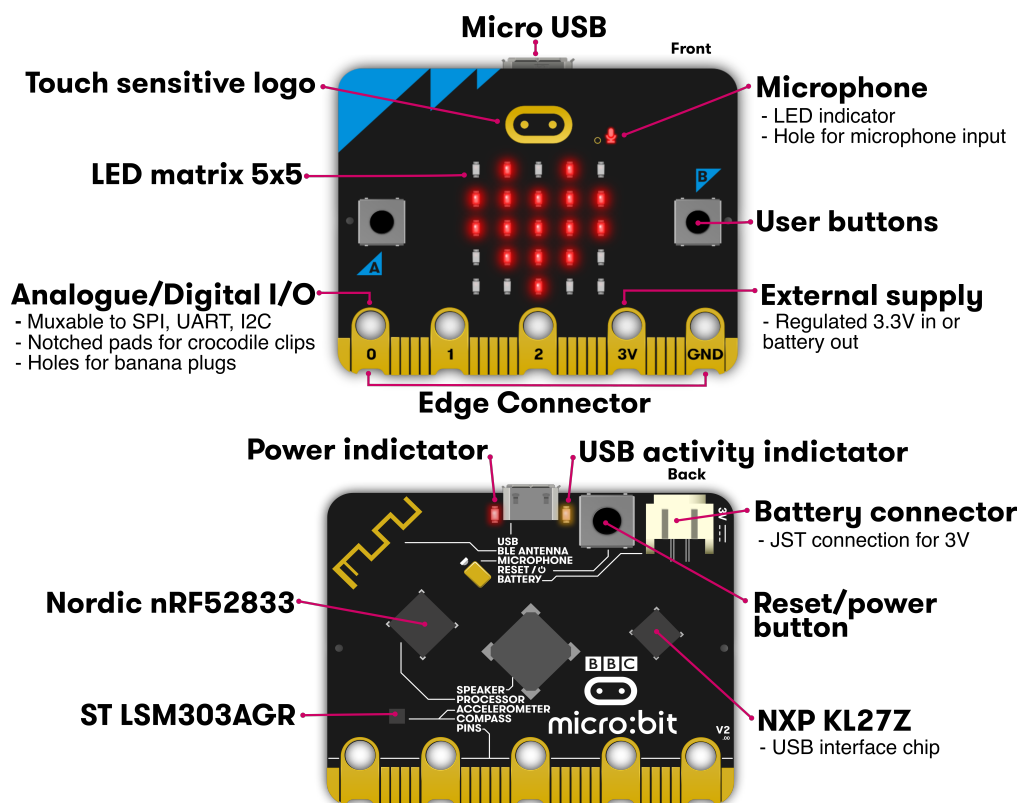 Micro USB
Front
Touch sensitive logo
Microphone
- LED indicator
- Hole for microphone input
LED matrix 5x5
B
User buttons
A
Analogue/Digital I/O
- Muxable to SPI, UART, I2C
- Notched pads for crocodile clips
- Holes for banana plugs
External supply
- Regulated 3.3V in or
battery out
0 1 2 3V GND
Edge Connector
Power indictator
USB activity indictator
Back
Battery connector
- JST connection for 3V
3V
USB
BLE ANTENNA
MICROPHONE
RESET/⏻
BATTERY
Nordic nRF52833
Reset/power
button
BBC
micro:bit
SPEAKER
PROCESSOR
ACCELEROMETER
COMPASS
PINS
ST LSM303AGR
NXP KL27Z
- USB interface chip
V2
.00